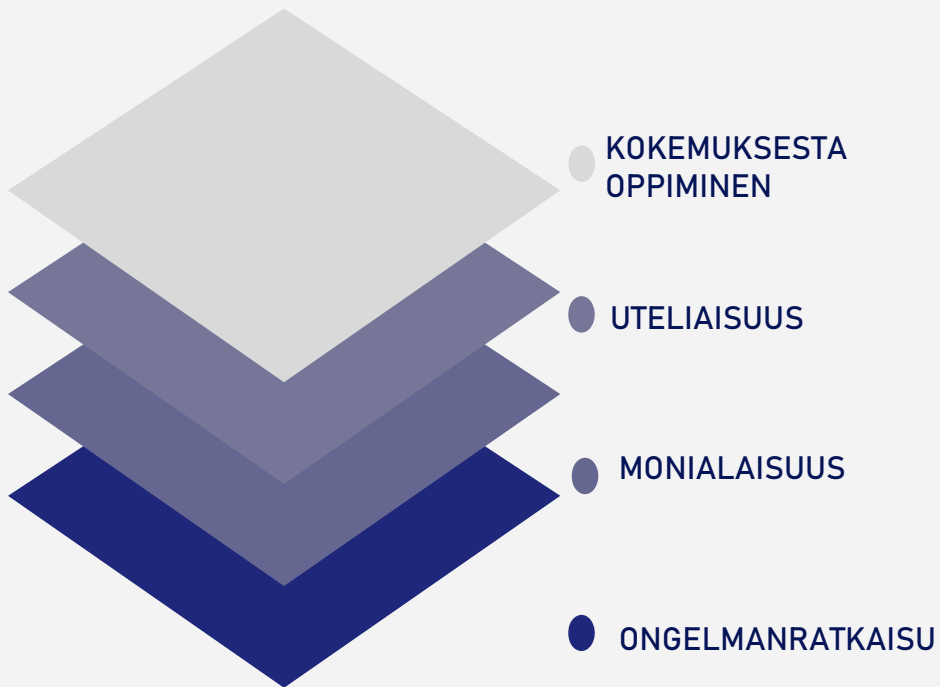 KOKEMUKSESTA
OPPIMINEN
UTELIAISUUS
MONIALAISUUS
ONGELMANRATKAISU